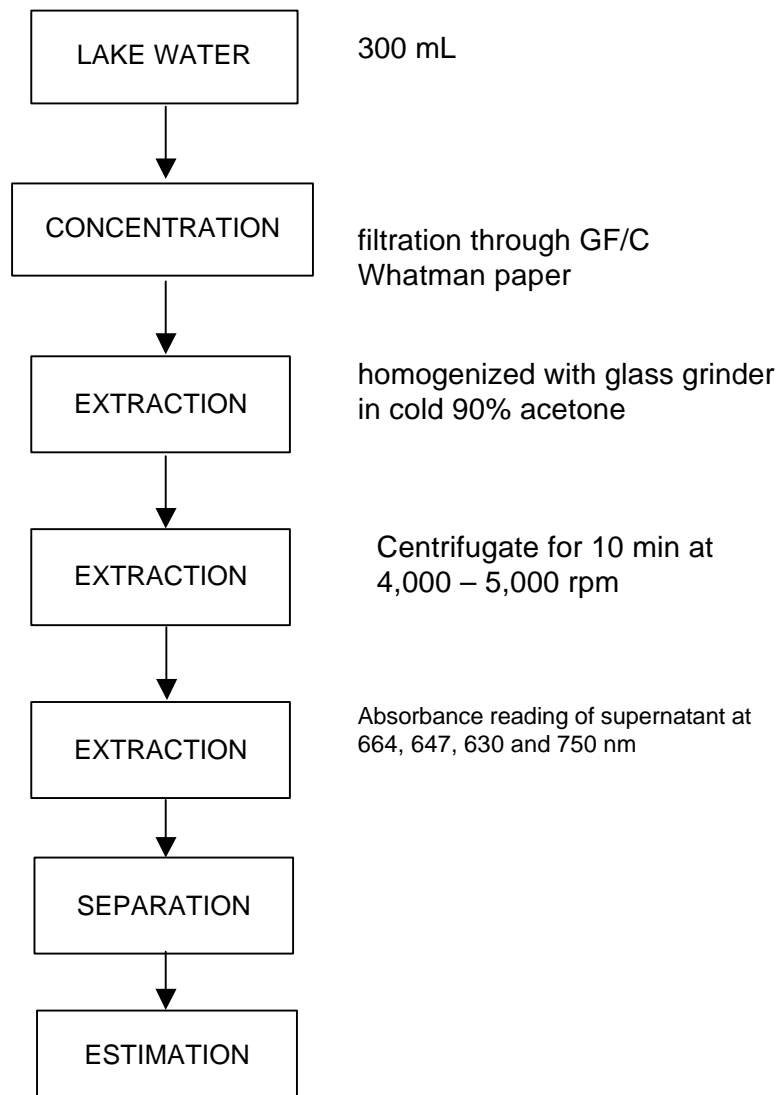 LAKE WATER
300 mL
CONCENTRATION
filtration through GF/C
Whatman paper
EXTRACTION
homogenized with glass grinder
in cold 90% acetone
EXTRACTION
Centrifugate for 10 min at
4,000 – 5,000 rpm
EXTRACTION
Absorbance reading of supernatant at
664, 647, 630 and 750 nm
SEPARATION
ESTIMATION